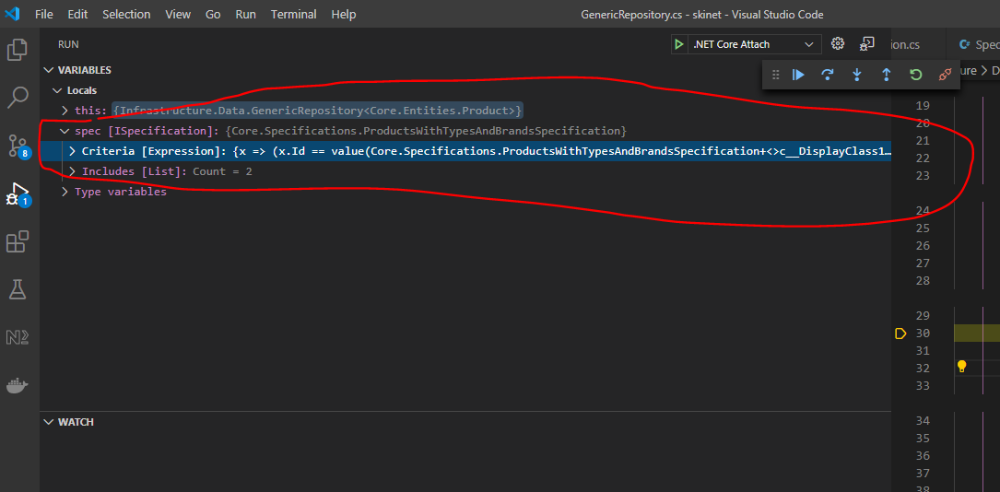 File Edit Selection View Go Run Terminal Help GenericRepository.cs - skinet - Visual Studio Code
RUN .NET Core Attach ion.cs C# Spec
VARIABLES ure > D
Locals
this: {Infrastructure.Data.GenericRepository<Core.Entities.Product>}
spec [ISpecification]: {Core.Specifications.ProductsWithTypesAndBrandsSpecification}
Criteria [Expression]: {x => (x.Id == value(Core.Specifications.ProductsWithTypesAndBrandsSpecification+<>c__DisplayClass1…
Includes [List]: Count = 2
Type variables
WATCH
8
1
19
20
21
22
23
24
25
26
27
28
29
30
31
32
33
34
35
36
37
38